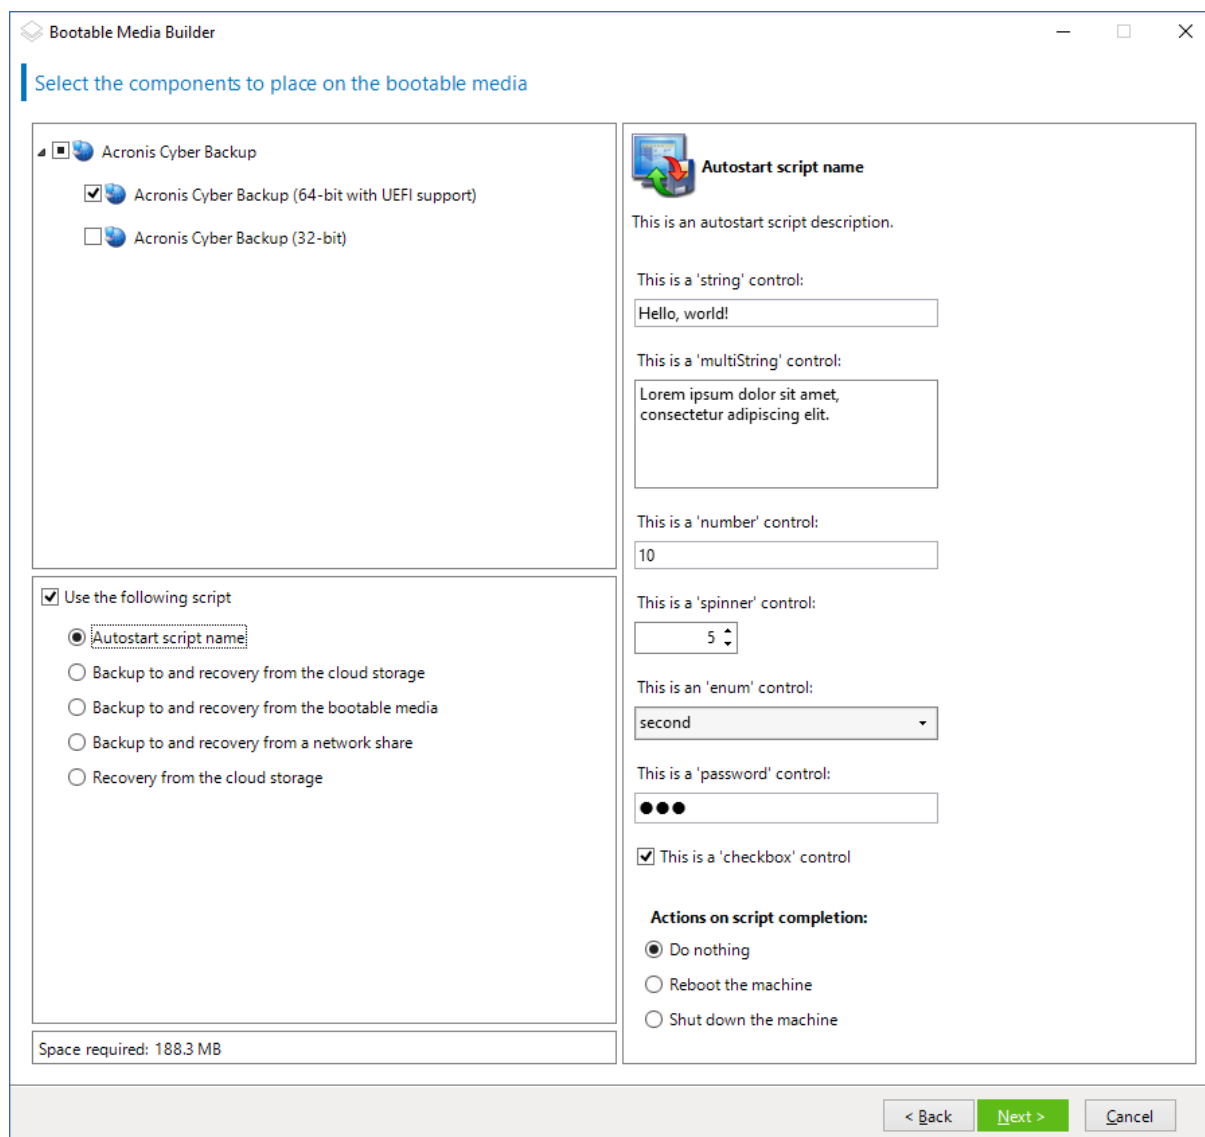 Bootable Media Builder
Select the components to place on the bootable media
Acronis Cyber Backup
Acronis Cyber Backup (64-bit with UEFI support)
Acronis Cyber Backup (32-bit)
Use the following script
Autostart script name
Backup to and recovery from the cloud storage
Backup to and recovery from the bootable media
Backup to and recovery from a network share
Recovery from the cloud storage
Space required: 188.3 MB
Autostart script name
This is an autostart script description.
This is a 'string' control:
Hello, world!
This is a 'multiString' control:
Lorem ipsum dolor sit amet,
consectetur adipiscing elit.
This is a 'number' control:
10
This is a 'spinner' control:
5
This is an 'enum' control:
second
This is a 'password' control:
●●●
This is a 'checkbox' control
Actions on script completion:
Do nothing
Reboot the machine
Shut down the machine
< Back
Next >
Cancel